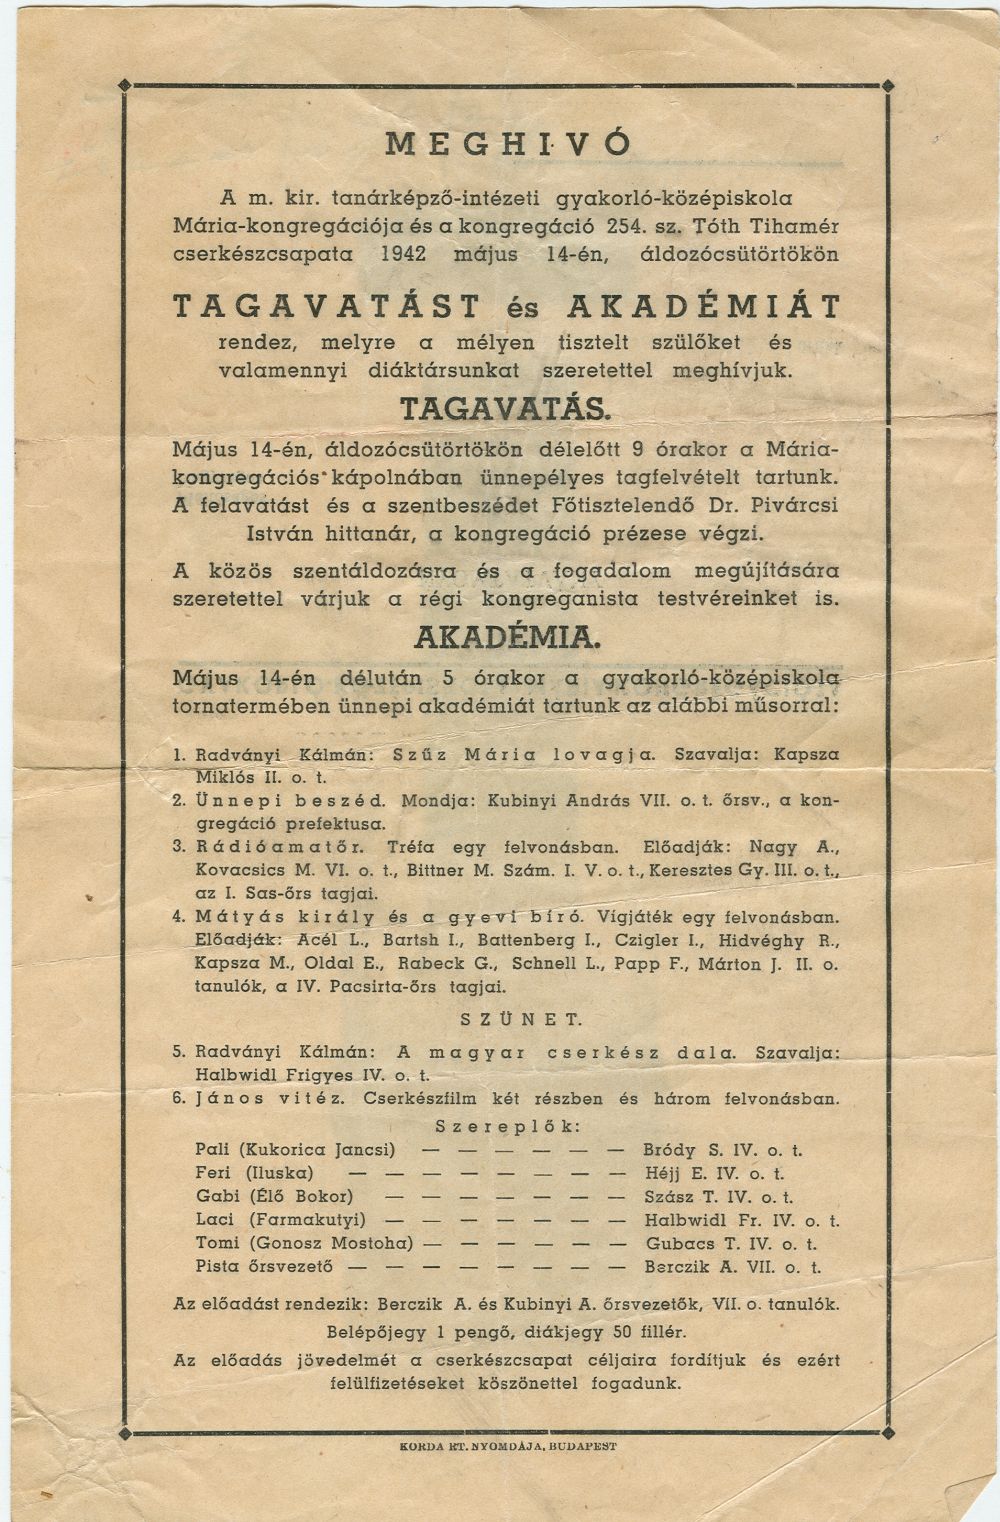 MEGHIVÓ
A m. kir. tanárképző-intézeti gyakorló-középiskola
Mária-kongregációja és a kongregáció 254. sz. Tóth Tihamér
cserkészcsapata 1942 május 14-én, áldozócsütörtökön
TAGAVATÁST és AKADÉMIÁT
rendez, melyre a mélyen tisztelt szülőket és
valamennyi diáktársunkat szeretettel meghívjuk.
TAGAVATÁS.
Május 14-én, áldozócsütörtökön délelőtt 9 órakor a Mária-
kongregációs kápolnában ünnepélyes tagfelvételt tartunk.
A felavatást és a szentbeszédet Főtisztelendő Dr. Pivárcsi
István hittanár, a kongregáció prézese végzi.
A közös szentáldozásra és a fogadalom megújítására
szeretettel várjuk a régi kongreganista testvéreinket is.
AKADÉMIA.
Május 14-én délután 5 órakor a gyakorló-középiskola
tornatermében ünnepi akadémiát tartunk az alábbi műsorral:
1. Radványi Kálmán: Szűz Mária lovagja. Szavalja: Kapsza
Miklós II. o. t.
2. Ünnepi beszéd. Mondja: Kubinyi András VII. o. t. őrsv., a kon-
gregáció prefektusa.
3. Rádióamatőr. Tréfa egy felvonásban. Előadják: Nagy A.,
Kovacsics M. VI. o. t., Bittner M. Szám. I. V. o. t., Keresztes Gy. III. o. t.,
az I. Sas-őrs tagjai.
4. Mátyás király és a gyevi bíró. Vígjáték egy felvonásban.
Előadják: Acél L., Bartsh I., Battenberg I., Czigler I., Hidvéghy R.,
Kapsza M., Oldal E., Rabeck G., Schnell L., Papp F., Márton J. II. o.
tanulók, a IV. Pacsirta-őrs tagjai.
SZÜNET.
5. Radványi Kálmán: A magyar cserkész dala. Szavalja:
Halbwidl Frigyes IV. o. t.
6. János vitéz. Cserkészfilm két részben és három felvonásban.
Szereplők:
Pali (Kukorica Jancsi) — — — — — — Bródy S. IV. o. t.
Feri (Iluska) — — — — — — — — Héjj E. IV. o. t.
Gabi (Élő Bokor) — — — — — — — Szász T. IV. o. t.
Laci (Farmakutyi) — — — — — — — Halbwidl Fr. IV. o. t.
Tomi (Gonosz Mostoha) — — — — — — Gubacs T. IV. o. t.
Pista őrsvezető — — — — — — — — Berczik A. VII. o. t.
Az előadást rendezik: Berczik A. és Kubinyi A. őrsvezetők, VII. o. tanulók.
Belépőjegy 1 pengő, diákjegy 50 fillér.
Az előadás jövedelmét a cserkészcsapat céljaira fordítjuk és ezért
felülfizetéseket köszönettel fogadunk.
KORDA RT. NYOMDÁJA, BUDAPEST